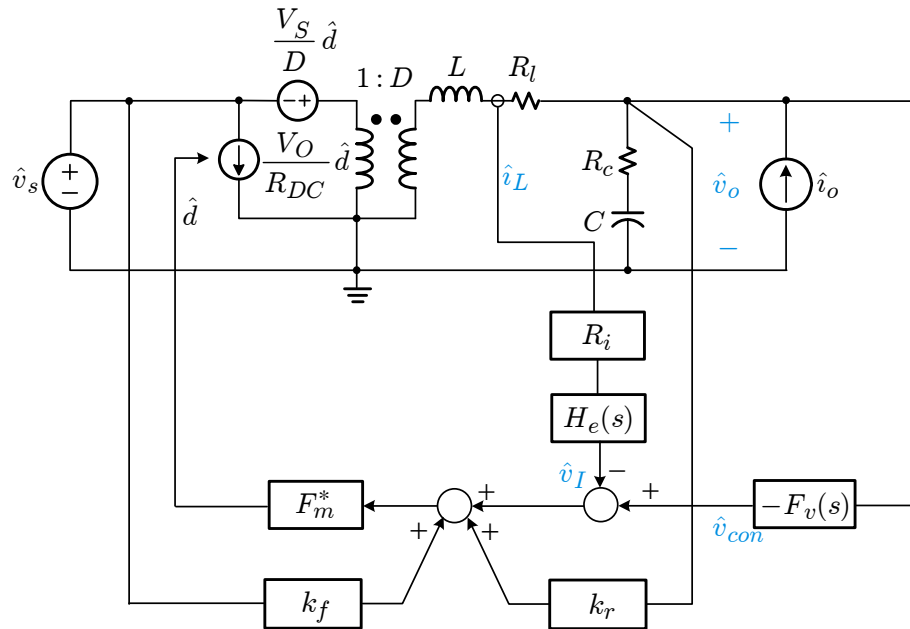 V_S/D d̂
1 : D
L
R_l
+
−
v̂_s
− +
V_O/R_DC d̂
d̂
î_L
R_c
C
+
v̂_o
−
î_o
R_i
H_e(s)
v̂_I
−
+
F_m^*
+
+
+
−F_v(s)
v̂_con
k_f
k_r